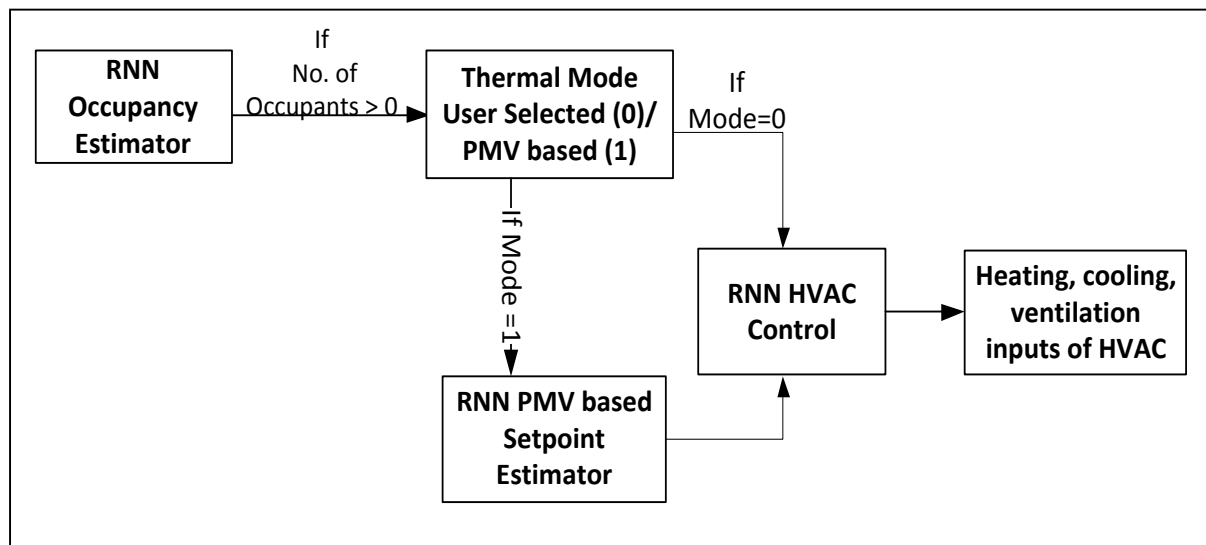 RNN
Occupancy
Estimator
If
No. of
Occupants > 0
Thermal Mode
User Selected (0)/
PMV based (1)
If
Mode=0
If Mode =1
RNN PMV based
Setpoint
Estimator
RNN HVAC
Control
Heating, cooling,
ventilation
inputs of HVAC